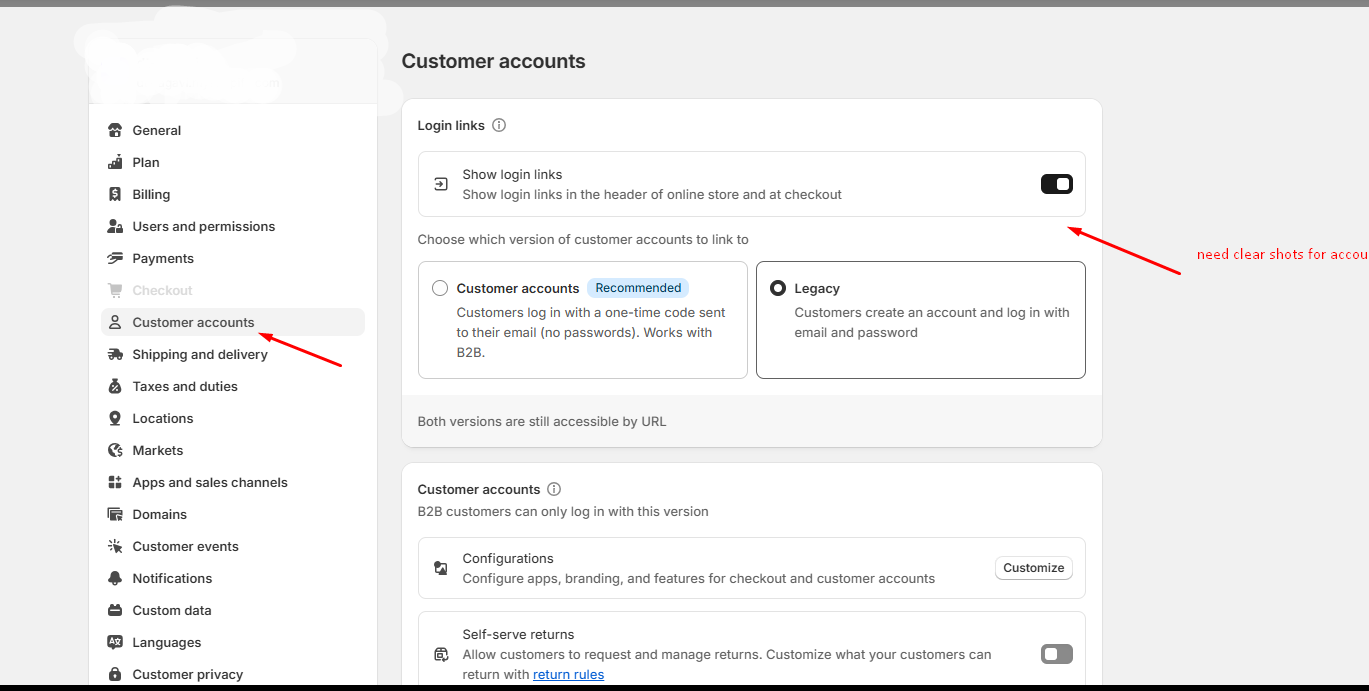 Customer accounts
General
Plan
Billing
Users and permissions
Payments
Checkout
Customer accounts
Shipping and delivery
Taxes and duties
Locations
Markets
Apps and sales channels
Domains
Customer events
Notifications
Custom data
Languages
Customer privacy
Login links
Show login links
Show login links in the header of online store and at checkout
Choose which version of customer accounts to link to
Customer accounts Recommended
Customers log in with a one-time code sent
to their email (no passwords). Works with
B2B.
Legacy
Customers create an account and log in with
email and password
Both versions are still accessible by URL
Customer accounts
B2B customers can only log in with this version
Configurations
Configure apps, branding, and features for checkout and customer accounts
Customize
Self-serve returns
Allow customers to request and manage returns. Customize what your customers can
return with return rules
need clear shots for accou